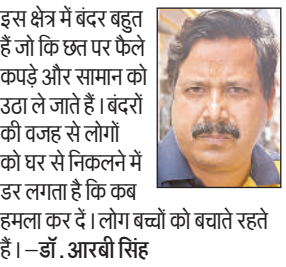 इस क्षेत्र में बंदर बहुत
हैं जो कि छत पर फैले
कपड़े और सामान को
उठा ले जाते हैं । बंदरों
की वजह से लोगों
को घर से निकलने में
डर लगता है कि कब
हमला कर दें । लोग बच्चों को बचाते रहते
हैं । –डॉ . आरबी सिंह